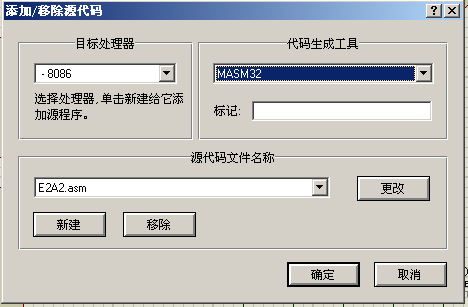 添加/移除源代码
目标处理器
- 8086
选择处理器,单击新建给它添
加源程序。
代码生成工具
MASM32
标记:
源代码文件名称
E2A2.asm
更改
新建
移除
确定
取消